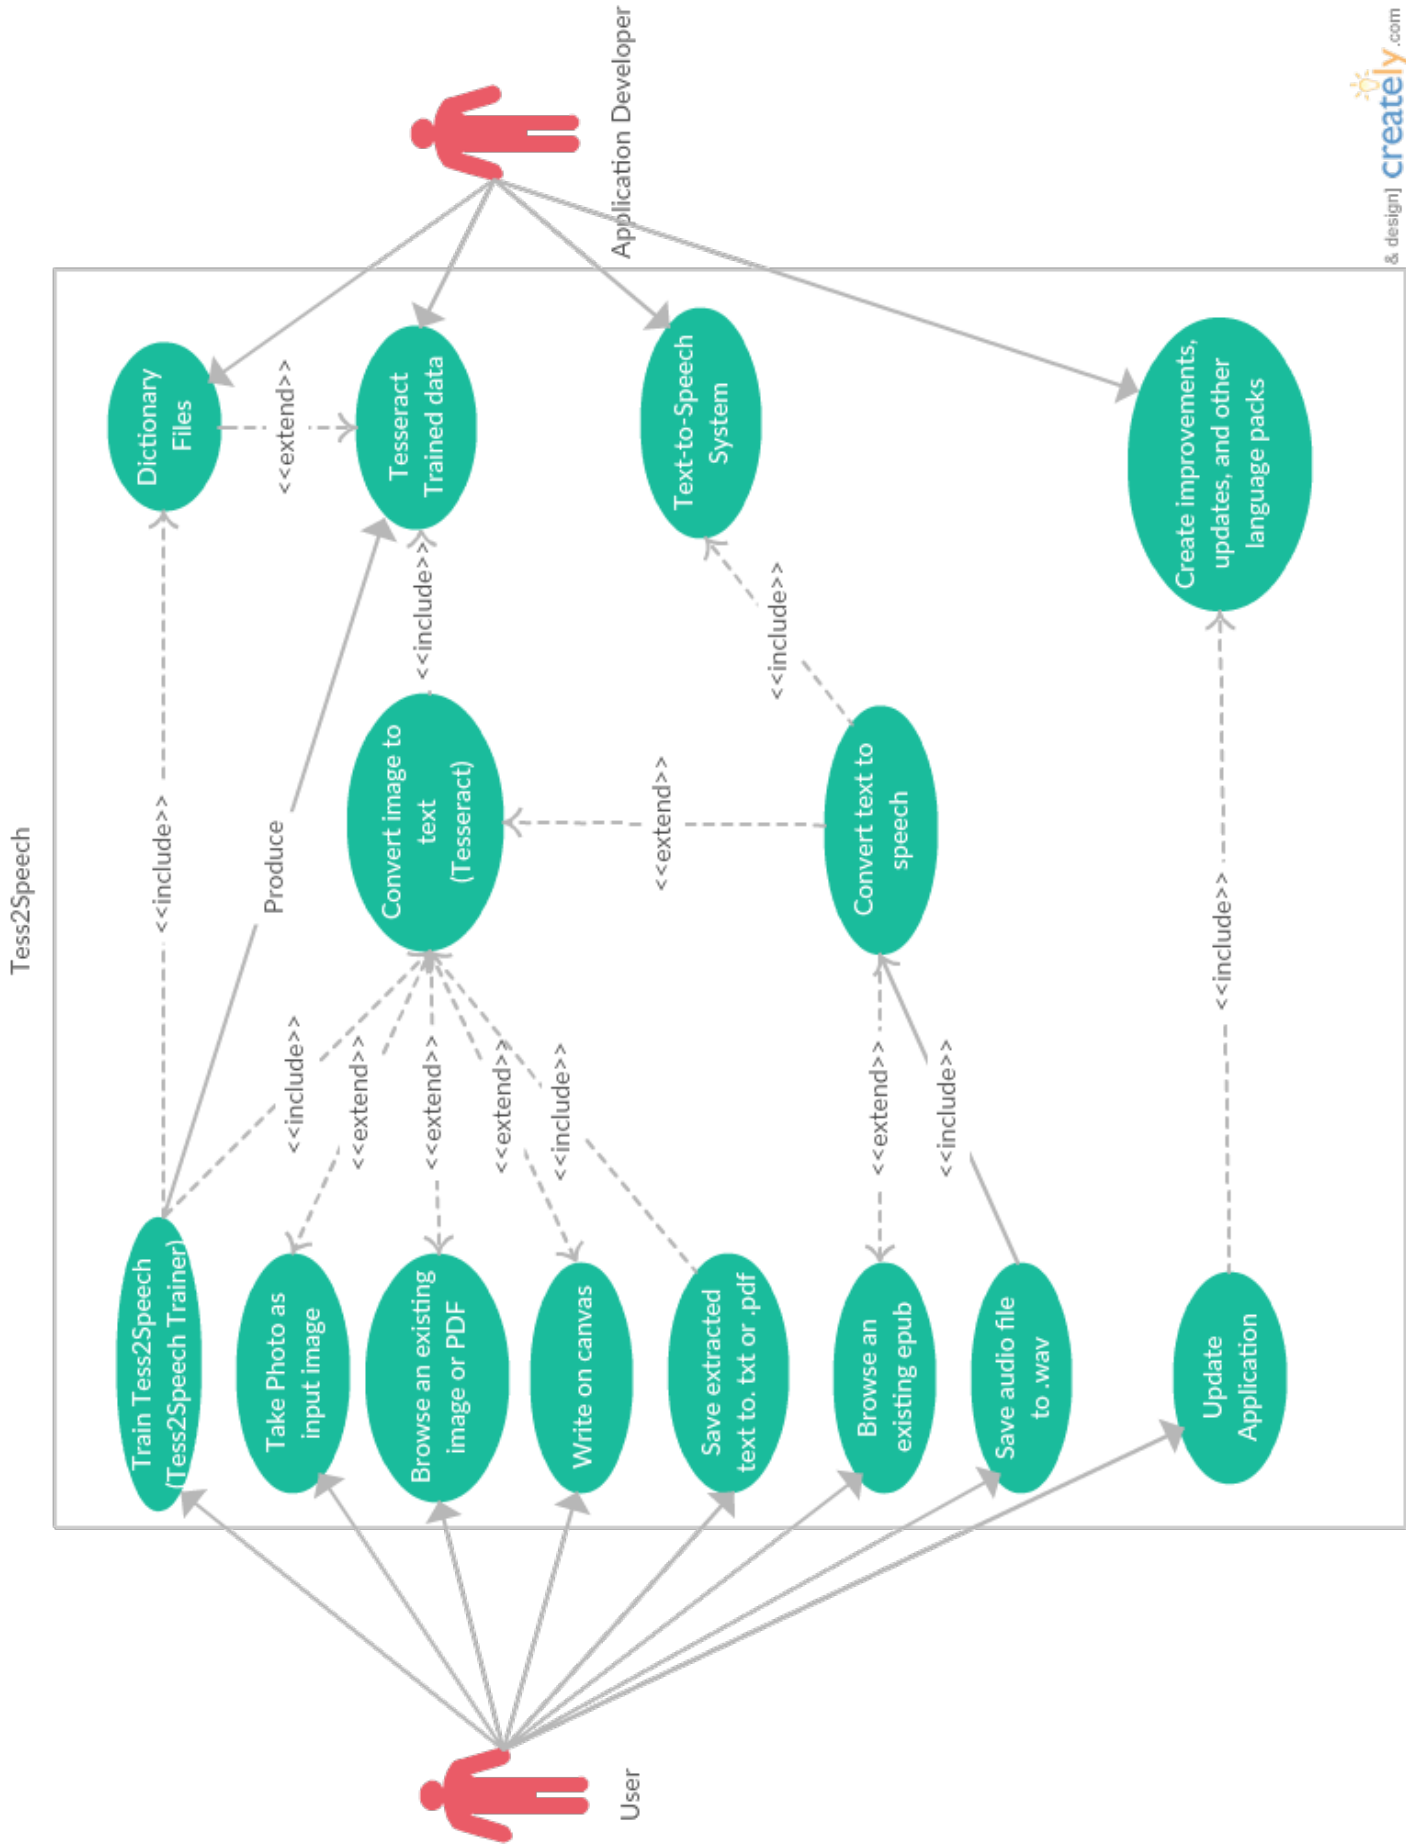 Tess2Speech
Train Tess2Speech
(Tess2Speech Trainer)
<<include>>
Dictionary
Files
Produce
<<extend>>
Take Photo as
input image
<<include>>
<<extend>>
Convert image to
text
(Tesseract)
<<include>>
Tesseract
Trained data
Browse an existing
image or PDF
<<extend>>
Write on canvas
<<extend>>
<<include>>
Save extracted
text to. txt or .pdf
<<extend>>
<<include>>
Text-to-Speech
System
Browse an
existing epub
<<extend>>
Convert text to
speech
Save audio file
to .wav
<<include>>
Update
Application
<<include>>
Create improvements,
updates, and other
language packs
User
Application Developer
& design]
creately.com